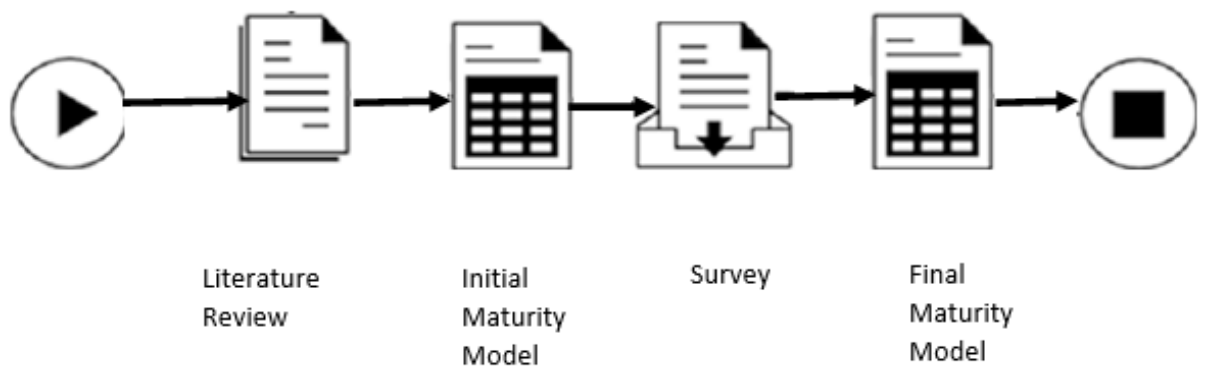 Literature
Review
Initial
Maturity
Model
Survey
Final
Maturity
Model